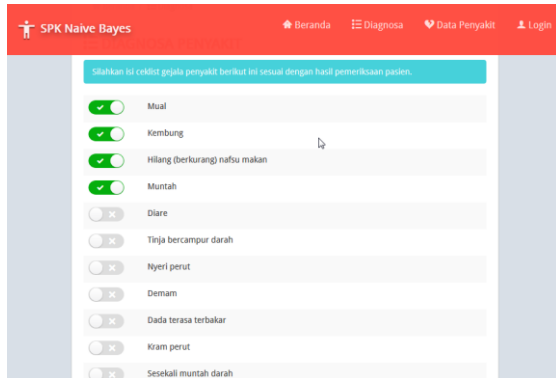 SPK Naive Bayes
Beranda
Diagnosa
Data Penyakit
Login
Silahkan isi ceklist gejala penyakit berikut ini sesuai dengan hasil pemeriksaan pasien.
Mual
Kembung
Hilang (berkurang) nafsu makan
Muntah
Diare
Tinja bercampur darah
Nyeri perut
Demam
Dada terasa terbakar
Kram perut
Sesekali muntah darah